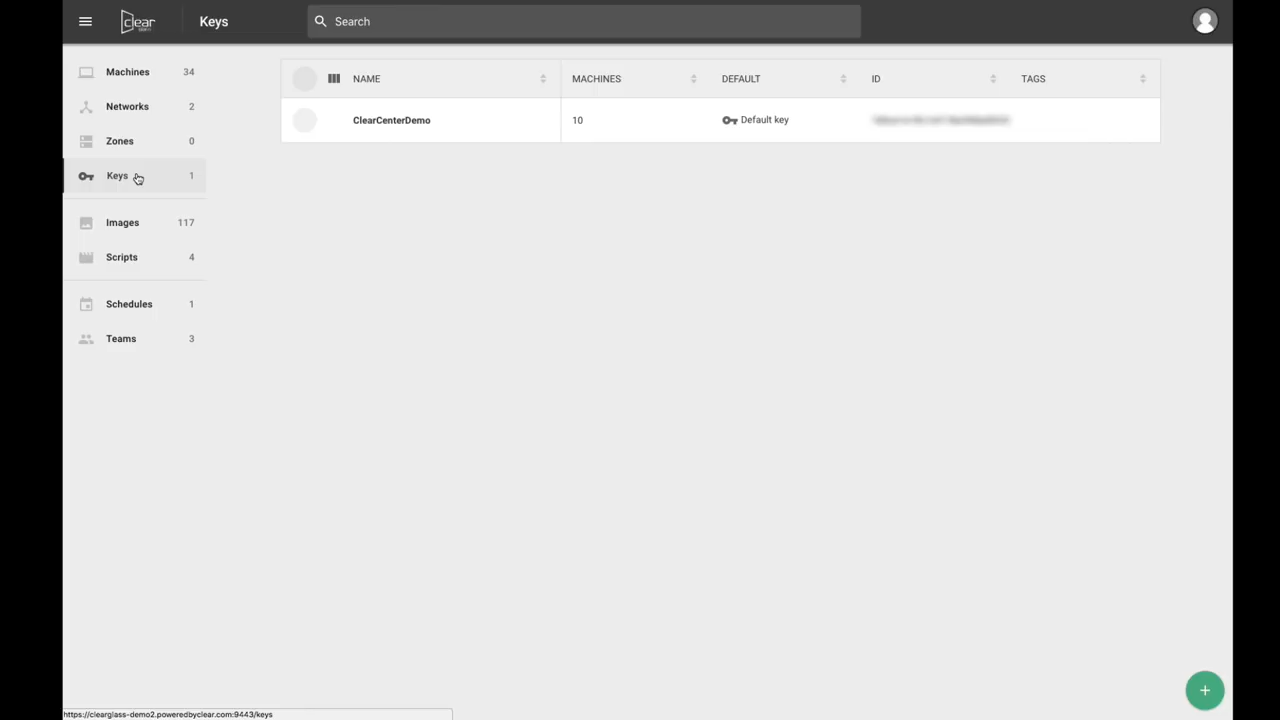 clear
Keys
Search
Machines 34
Networks 2
Zones 0
Keys 1
Images 117
Scripts 4
Schedules 1
Teams 3
NAME MACHINES DEFAULT ID TAGS
ClearCenterDemo 10 Default key
+
https://clearglass-demo2.poweredbyclear.com:9443/keys